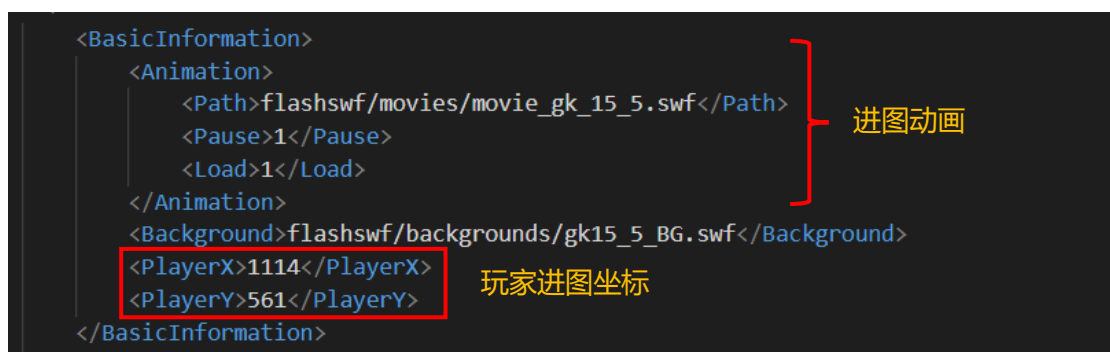 <BasicInformation>
<Animation>
<Path>flashswf/movies/movie_gk_15_5.swf</Path>
<Pause>1</Pause>
<Load>1</Load>
</Animation>
<Background>flashswf/backgrounds/gk15_5_BG.swf</Background>
<PlayerX>1114</PlayerX>
<PlayerY>561</PlayerY>
</BasicInformation>
进图动画
玩家进图坐标